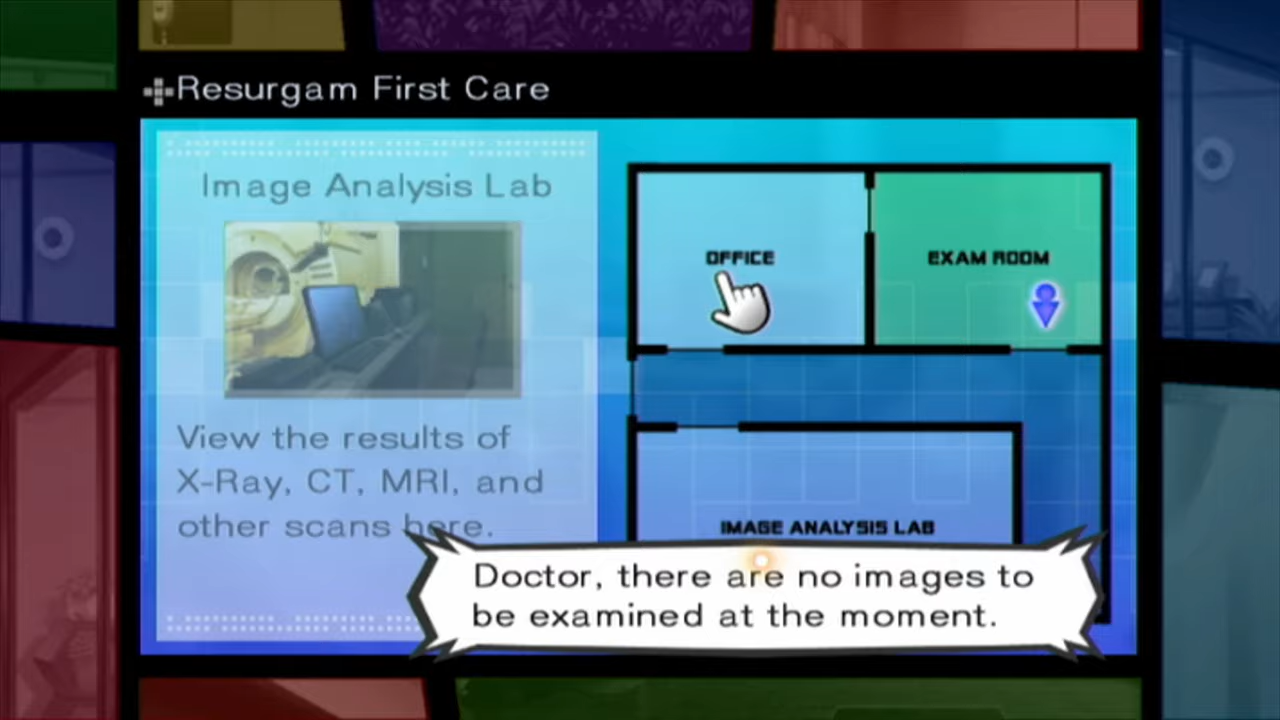 Resurgam First Care
Image Analysis Lab
View the results of
X-Ray, CT, MRI, and
other scans here.
OFFICE
EXAM ROOM
IMAGE ANALYSIS LAB
Doctor, there are no images to
be examined at the moment.